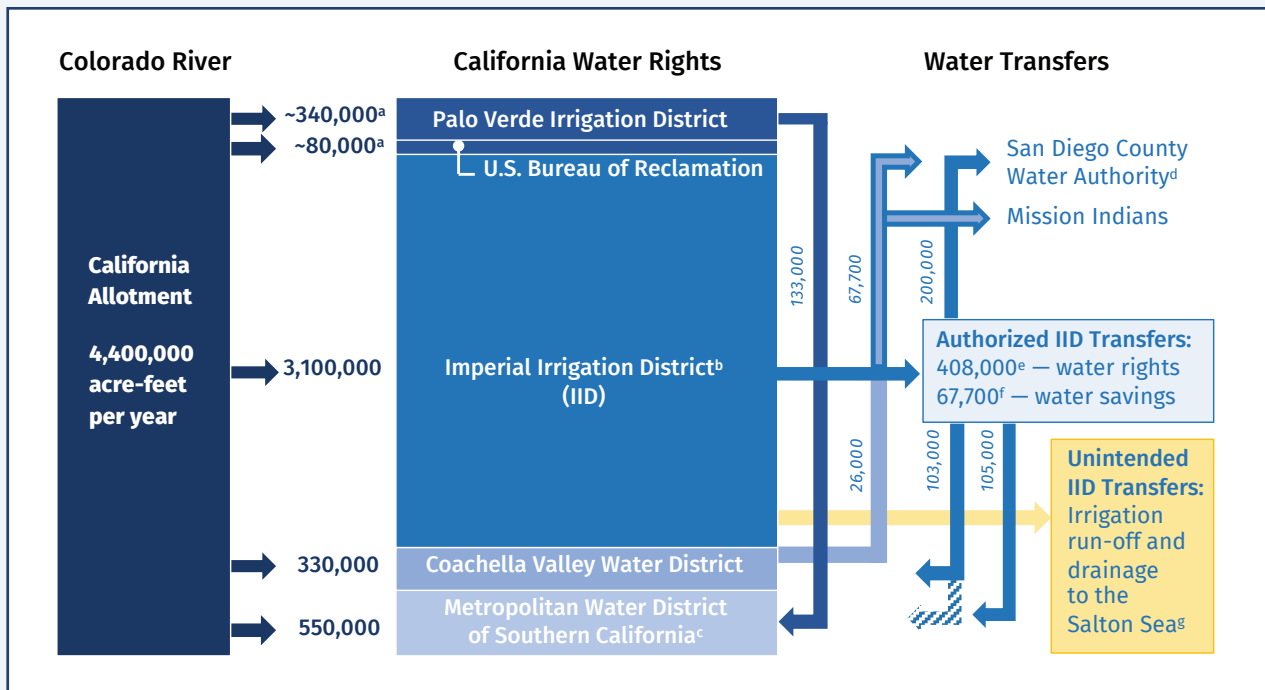 Colorado River
California Water Rights
Water Transfers
California
Allotment
4,400,000
acre-feet
per year
~340,000ᵃ
~80,000ᵃ
3,100,000
330,000
550,000
Palo Verde Irrigation District
U.S. Bureau of Reclamation
Imperial Irrigation Districtᵇ
(IID)
Coachella Valley Water District
Metropolitan Water District
of Southern Californiaᶜ
133,000
67,700
200,000
26,000
103,000
105,000
San Diego County
Water Authorityᵈ
Mission Indians
Authorized IID Transfers:
408,000ᵉ — water rights
67,700ᶠ — water savings
Unintended
IID Transfers:
Irrigation
run-off and
drainage
to the
Salton Seaᵍ